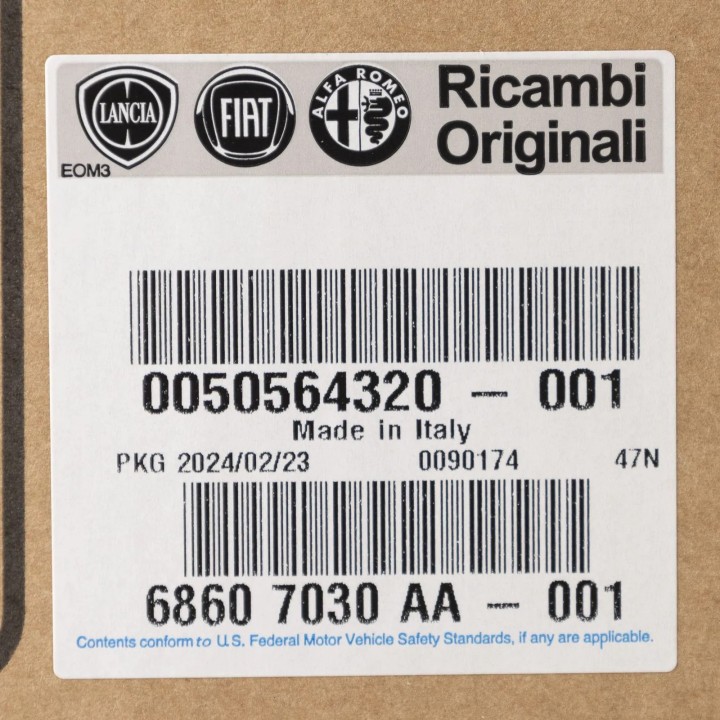 LANCIA FIAT ALFA ROMEO Ricambi
Originali
EOM3
0050564320 - 001
Made in Italy
PKG 2024/02/23 0090174 47N
6860 7030 AA - 001
Contents conform to U.S. Federal Motor Vehicle Safety Standards, if any are applicable.